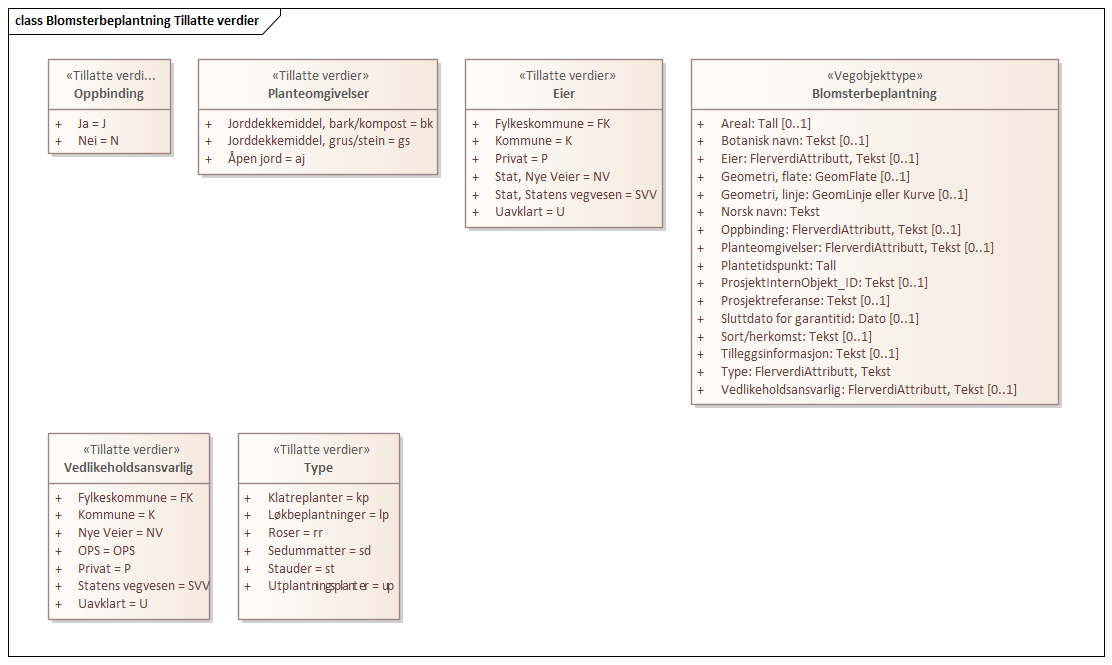 class Blomsterbeplantning Tillatte verdier
«Tillatte verdi...
Oppbinding
+ Ja = J
+ Nei = N
«Tillatte verdier»
Planteomgivelser
+ Jorddekkemiddel, bark/kompost = bk
+ Jorddekkemiddel, grus/stein = gs
+ Åpen jord = aj
«Tillatte verdier»
Eier
+ Fylkeskommune = FK
+ Kommune = K
+ Privat = P
+ Stat, Nye Veier = NV
+ Stat, Statens vegvesen = SVV
+ Uavklart = U
«Vegobjekttype»
Blomsterbeplantning
+ Areal: Tall [0..1]
+ Botanisk navn: Tekst [0..1]
+ Eier: FlerverdiAttributt, Tekst [0..1]
+ Geometri, flate: GeomFlate [0..1]
+ Geometri, linje: GeomLinje eller Kurve [0..1]
+ Norsk navn: Tekst
+ Oppbinding: FlerverdiAttributt, Tekst [0..1]
+ Planteomgivelser: FlerverdiAttributt, Tekst [0..1]
+ Plantetidspunkt: Tall
+ ProsjektInternObjekt_ID: Tekst [0..1]
+ Prosjektreferanse: Tekst [0..1]
+ Sluttdato for garantitid: Dato [0..1]
+ Sort/herkomst: Tekst [0..1]
+ Tilleggsinformasjon: Tekst [0..1]
+ Type: FlerverdiAttributt, Tekst
+ Vedlikeholdsansvarlig: FlerverdiAttributt, Tekst [0..1]
«Tillatte verdier»
Vedlikeholdsansvarlig
+ Fylkeskommune = FK
+ Kommune = K
+ Nye Veier = NV
+ OPS = OPS
+ Privat = P
+ Statens vegvesen = SVV
+ Uavklart = U
«Tillatte verdier»
Type
+ Klatreplanter = kp
+ Løkbeplantninger = lp
+ Roser = rr
+ Sedummatter = sd
+ Stauder = st
+ Utplantningsplanter = up